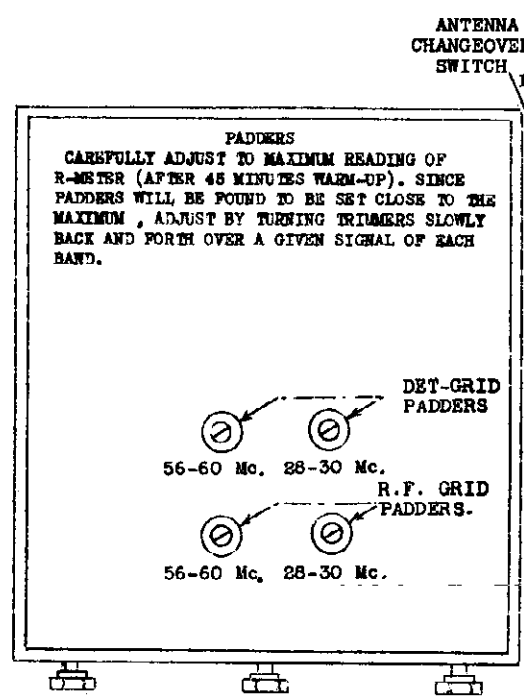 ANTENNA
CHANGEOVER
SWITCH
PADDERS
CAREFULLY ADJUST TO MAXIMUM READING OF
R-METER (AFTER 45 MINUTES WARM-UP). SINCE
PADDERS WILL BE FOUND TO BE SET CLOSE TO THE
MAXIMUM , ADJUST BY TURNING TRIMMERS SLOWLY
BACK AND FORTH OVER A GIVEN SIGNAL OF EACH
BAND.
DET-GRID
PADDERS
56-60 Mc. 28-30 Mc.
R.F. GRID
PADDERS.
56-60 Mc. 28-30 Mc.